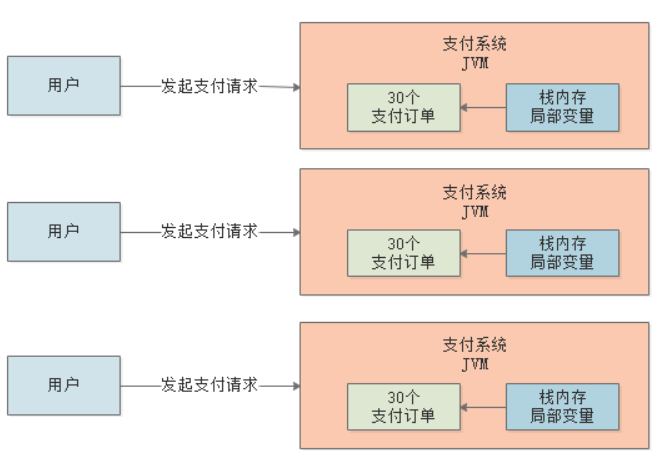 支付系统
JVM
用户
发起支付请求
30个
支付订单
栈内存
局部变量
支付系统
JVM
用户
发起支付请求
30个
支付订单
栈内存
局部变量
支付系统
JVM
用户
发起支付请求
30个
支付订单
栈内存
局部变量